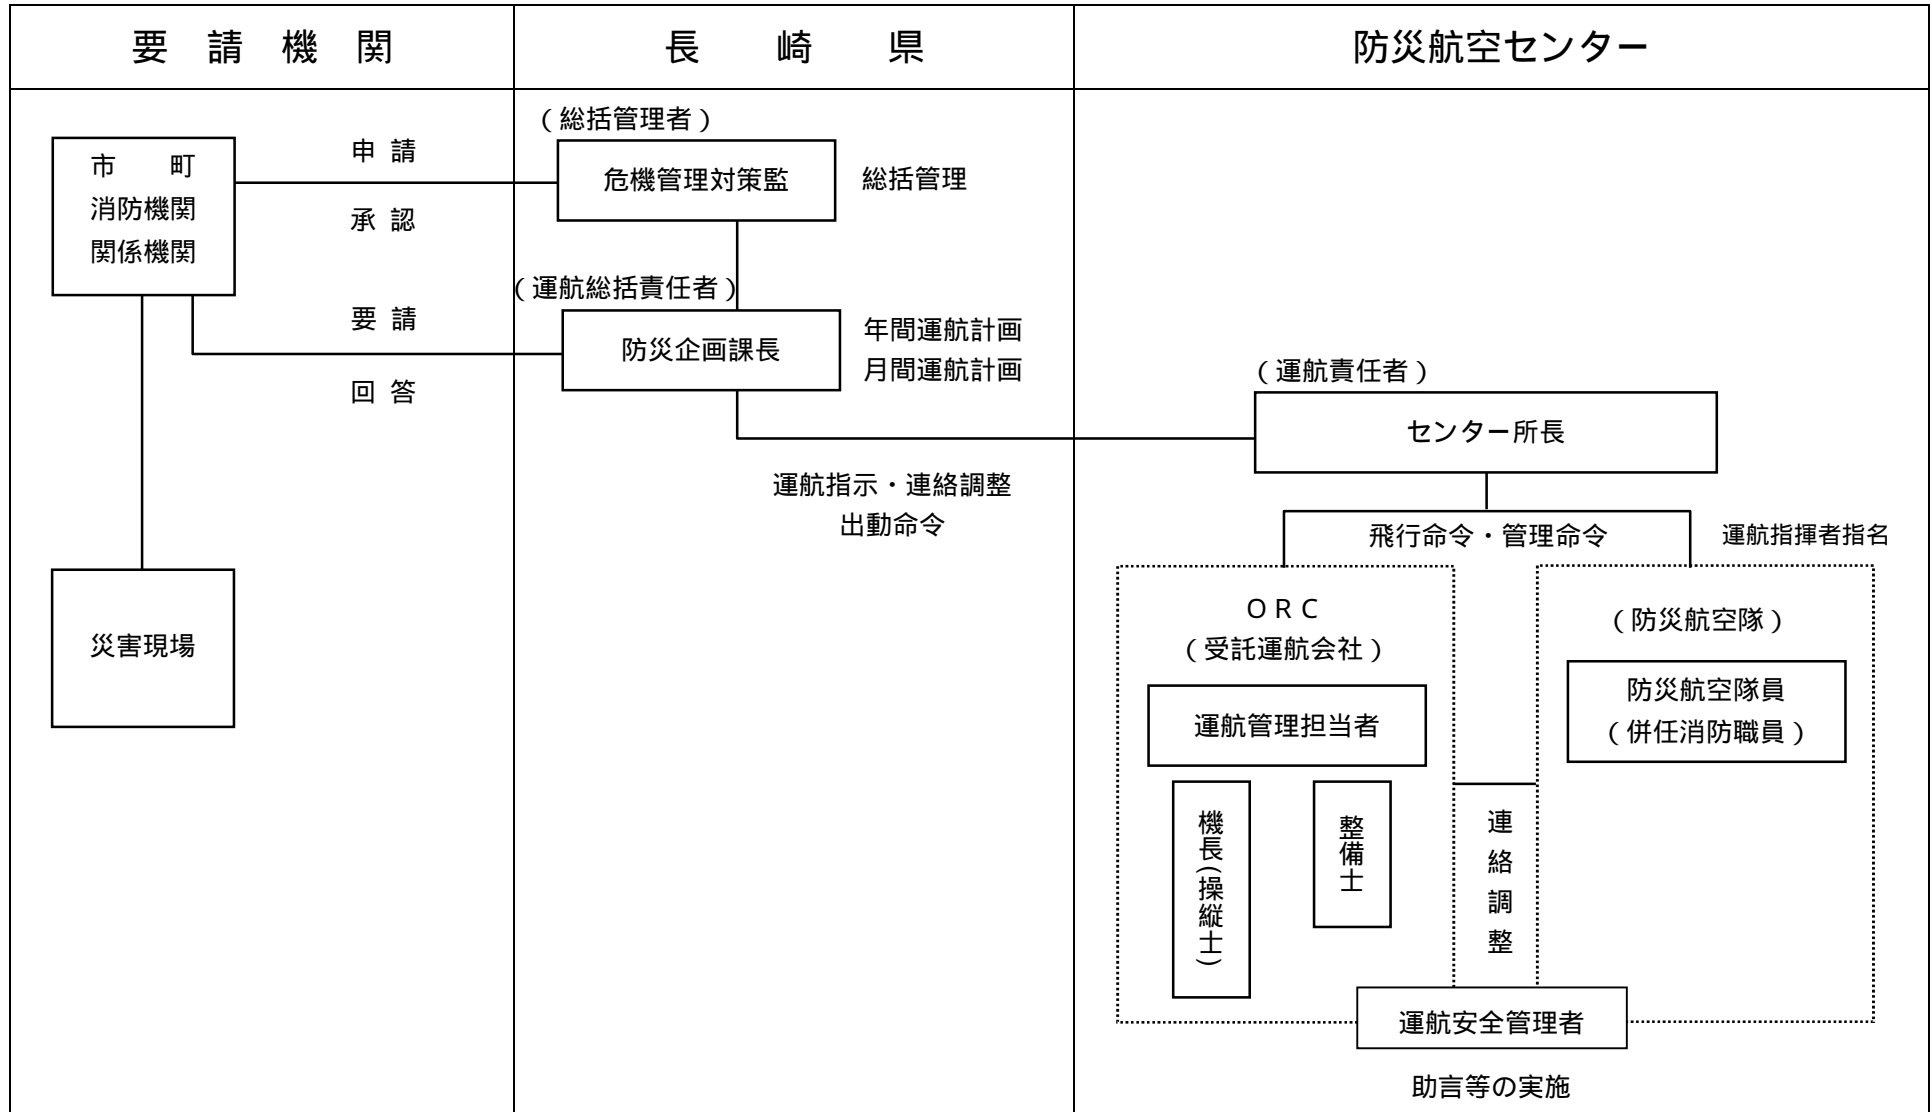 要請機関
長崎県
防災航空センター
市町
消防機関
関係機関
申請
承認
要請
回答
災害現場
(総括管理者)
危機管理対策監
総括管理
(運航総括責任者)
防災企画課長
年間運航計画
月間運航計画
運航指示・連絡調整
出動命令
(運航責任者)
センター所長
飛行命令・管理命令
運航指揮者指名
ORC
(受託運航会社)
運航管理担当者
機長(操縦士)
整備士
連絡調整
(防災航空隊)
防災航空隊員
(併任消防職員)
運航安全管理者
助言等の実施